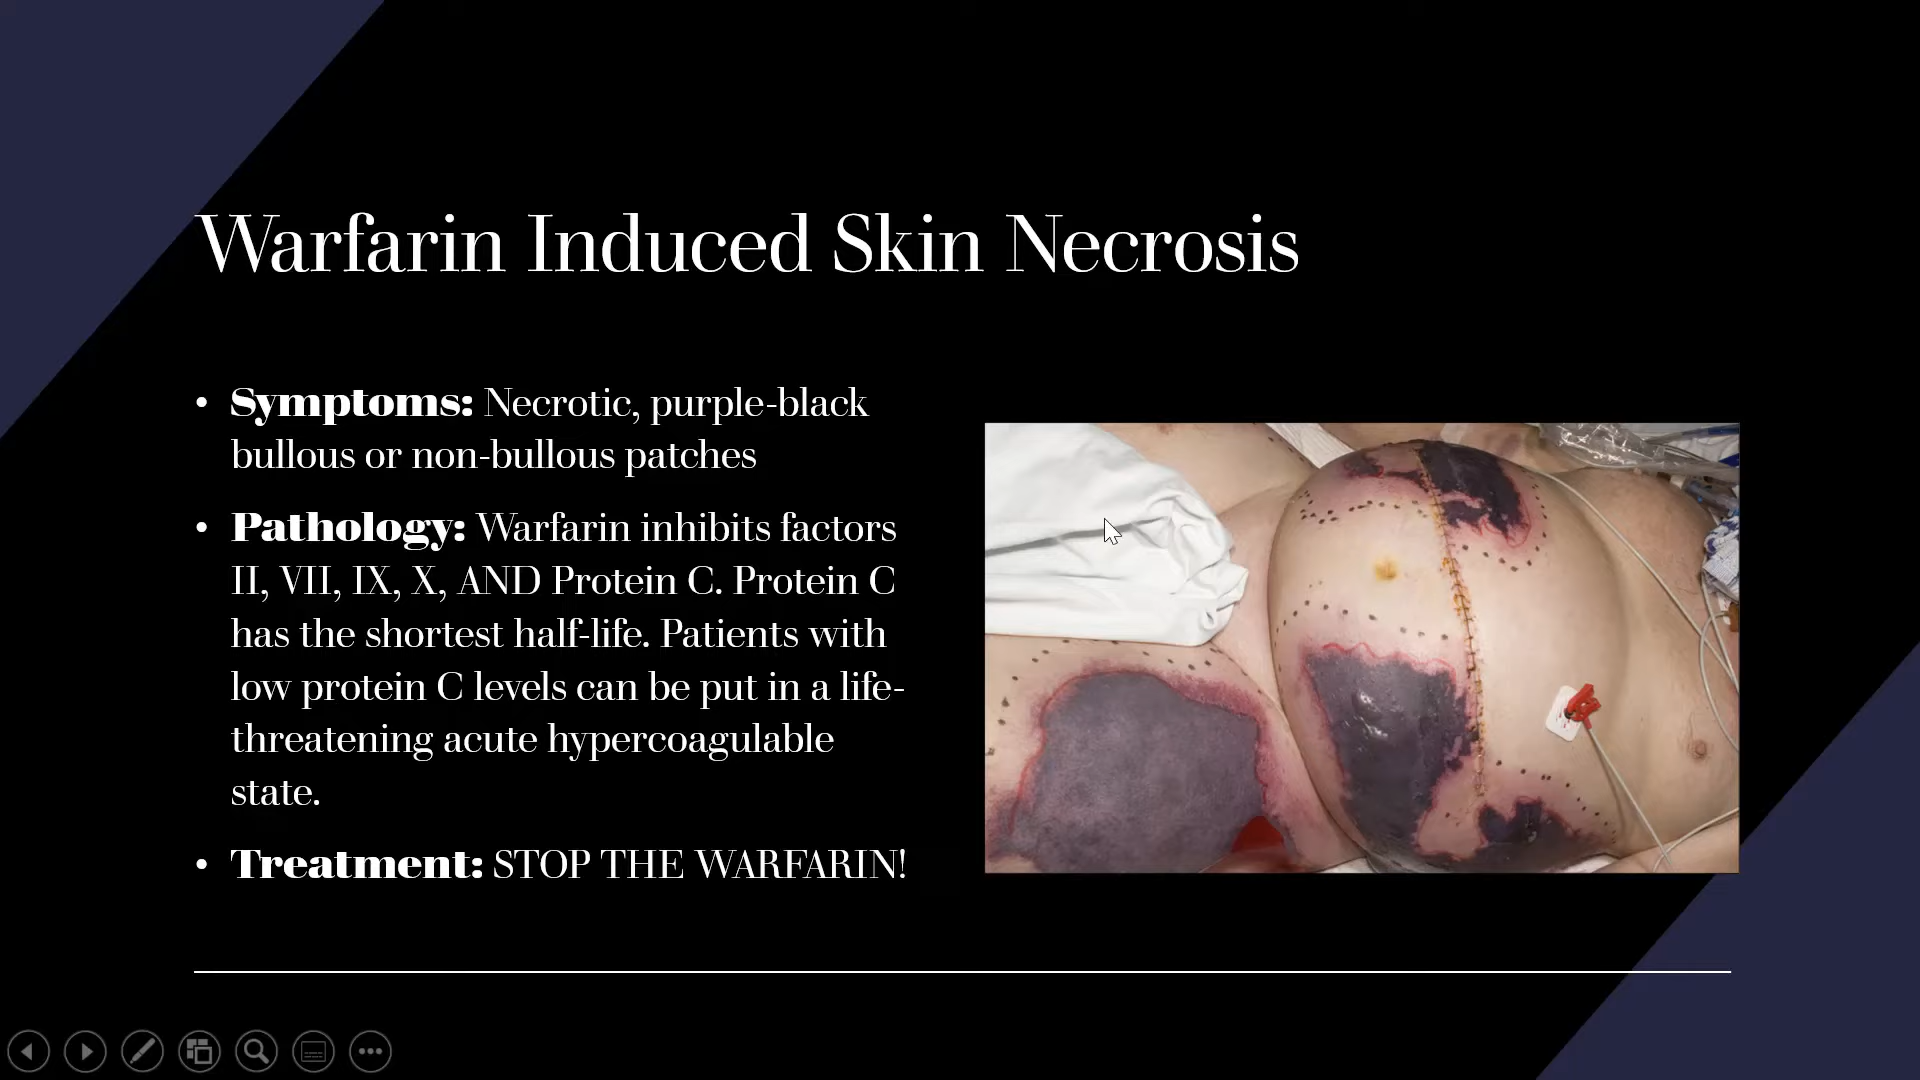 Warfarin Induced Skin Necrosis
• Symptoms: Necrotic, purple-black
bullous or non-bullous patches
• Pathology: Warfarin inhibits factors
II, VII, IX, X, AND Protein C. Protein C
has the shortest half-life. Patients with
low protein C levels can be put in a life-
threatening acute hypercoagulable
state.
• Treatment: STOP THE WARFARIN!